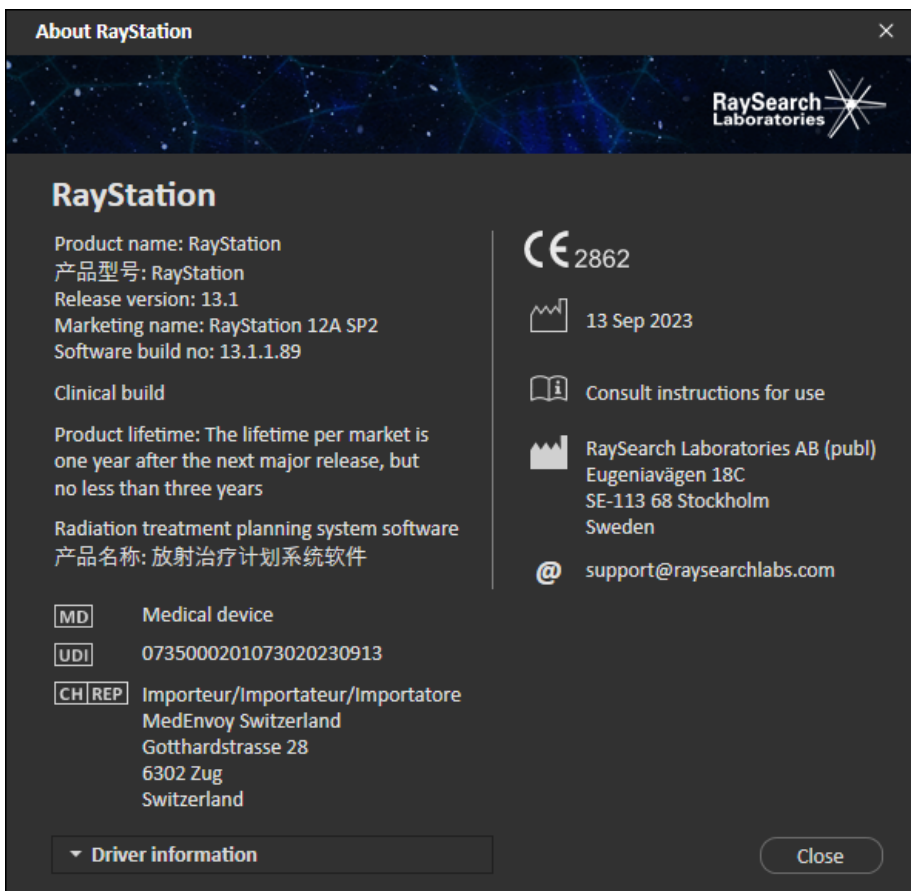 About RayStation
RaySearch
Laboratories
RayStation
Product name: RayStation
产品型号: RayStation
Release version: 13.1
Marketing name: RayStation 12A SP2
Software build no: 13.1.1.89
Clinical build
Product lifetime: The lifetime per market is
one year after the next major release, but
no less than three years
Radiation treatment planning system software
产品名称: 放射治疗计划系统软件
CE 2862
13 Sep 2023
Consult instructions for use
RaySearch Laboratories AB (publ)
Eugeniavägen 18C
SE-113 68 Stockholm
Sweden
@ support@raysearchlabs.com
MD Medical device
UDI 0735000201073020230913
CH REP Importeur/Importateur/Importatore
MedEnvoy Switzerland
Gotthardstrasse 28
6302 Zug
Switzerland
Driver information
Close